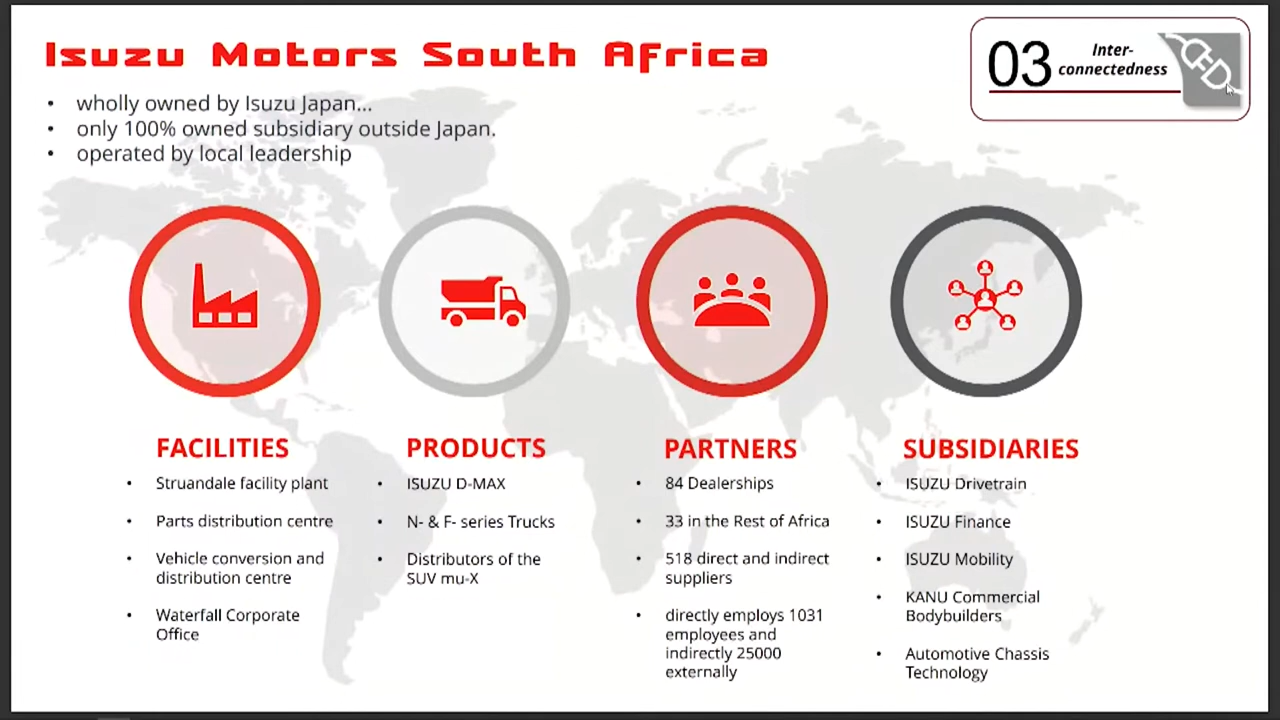 Isuzu Motors South Africa
03
Inter-
connectedness
• wholly owned by Isuzu Japan...
• only 100% owned subsidiary outside Japan.
• operated by local leadership
FACILITIES
• Struandale facility plant
• Parts distribution centre
• Vehicle conversion and
distribution centre
• Waterfall Corporate
Office
PRODUCTS
• ISUZU D-MAX
• N- & F- series Trucks
• Distributors of the
SUV mu-X
PARTNERS
• 84 Dealerships
• 33 in the Rest of Africa
• 518 direct and indirect
suppliers
• directly employs 1031
employees and
indirectly 25000
externally
SUBSIDIARIES
• ISUZU Drivetrain
• ISUZU Finance
• ISUZU Mobility
• KANU Commercial
Bodybuilders
• Automotive Chassis
Technology